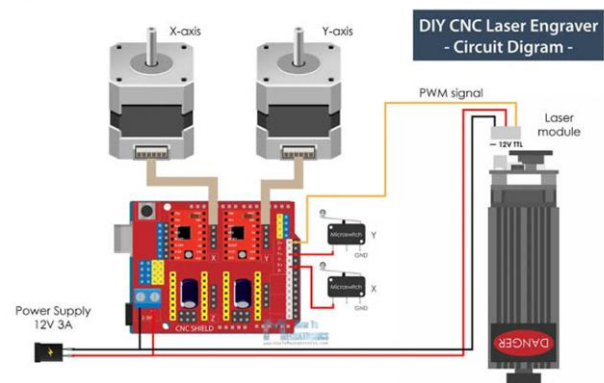 DIY CNC Laser Engraver
- Circuit Digram -
X-axis
Y-axis
PWM signal
Laser
module
12V TTL
Microswitch
Y
GND
Microswitch
X
GND
X
Y
Z
Power Supply
12V 3A
CNC SHIELD
DANGER